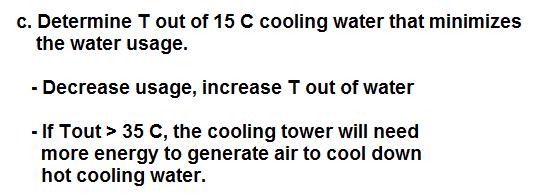 c. Determine T out of 15 C cooling water that minimizes
the water usage.
- Decrease usage, increase T out of water
- If Tout > 35 C, the cooling tower will need
more energy to generate air to cool down
hot cooling water.